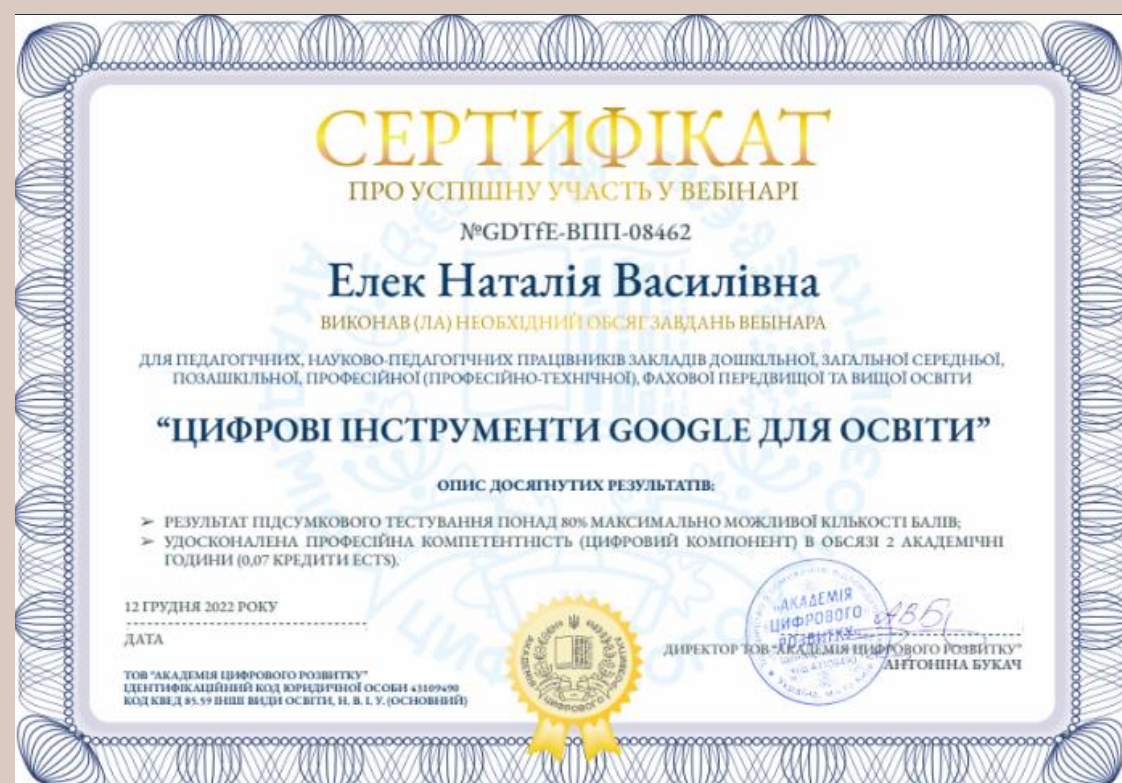 СЕРТИФІКАТ
ПРО УСПІШНУ УЧАСТЬ У ВЕБІНАРІ
№GDTfE-ВПП-08462
Елек Наталія Василівна
ВИКОНАВ (ЛА) НЕОБХІДНИЙ ОБСЯГ ЗАВДАНЬ ВЕБІНАРА
ДЛЯ ПЕДАГОГІЧНИХ, НАУКОВО-ПЕДАГОГІЧНИХ ПРАЦІВНИКІВ ЗАКЛАДІВ ДОШКІЛЬНОЇ, ЗАГАЛЬНОЇ СЕРЕДНЬОЇ,
ПОЗАШКІЛЬНОЇ, ПРОФЕСІЙНОЇ (ПРОФЕСІЙНО-ТЕХНІЧНОЇ), ФАХОВОЇ ПЕРЕДВИЩОЇ ТА ВИЩОЇ ОСВІТИ
“ЦИФРОВІ ІНСТРУМЕНТИ GOOGLE ДЛЯ ОСВІТИ”
ОПИС ДОСЯГНУТИХ РЕЗУЛЬТАТІВ:
➢ РЕЗУЛЬТАТ ПІДСУМКОВОГО ТЕСТУВАННЯ ПОНАД 80% МАКСИМАЛЬНО МОЖЛИВОЇ КІЛЬКОСТІ БАЛІВ;
➢ УДОСКОНАЛЕНА ПРОФЕСІЙНА КОМПЕТЕНТНІСТЬ (ЦИФРОВИЙ КОМПОНЕНТ) В ОБСЯЗІ 2 АКАДЕМІЧНІ
ГОДИНИ (0,07 КРЕДИТИ ECTS).
12 ГРУДНЯ 2022 РОКУ
ДАТА
ТОВ “АКАДЕМІЯ ЦИФРОВОГО РОЗВИТКУ”
ІДЕНТИФІКАЦІЙНИЙ КОД ЮРИДИЧНОЇ ОСОБИ 43109490
КОД КВЕД 85.59 ІНШІ ВИДИ ОСВІТИ, Н. В. І. У. (ОСНОВНИЙ)
"АКАДЕМІЯ
ЦИФРОВОГО
РОЗВИТКУ"
ДИРЕКТОР ТОВ “АКАДЕМІЯ ЦИФРОВОГО РОЗВИТКУ”
АНТОНІНА БУКАЧ